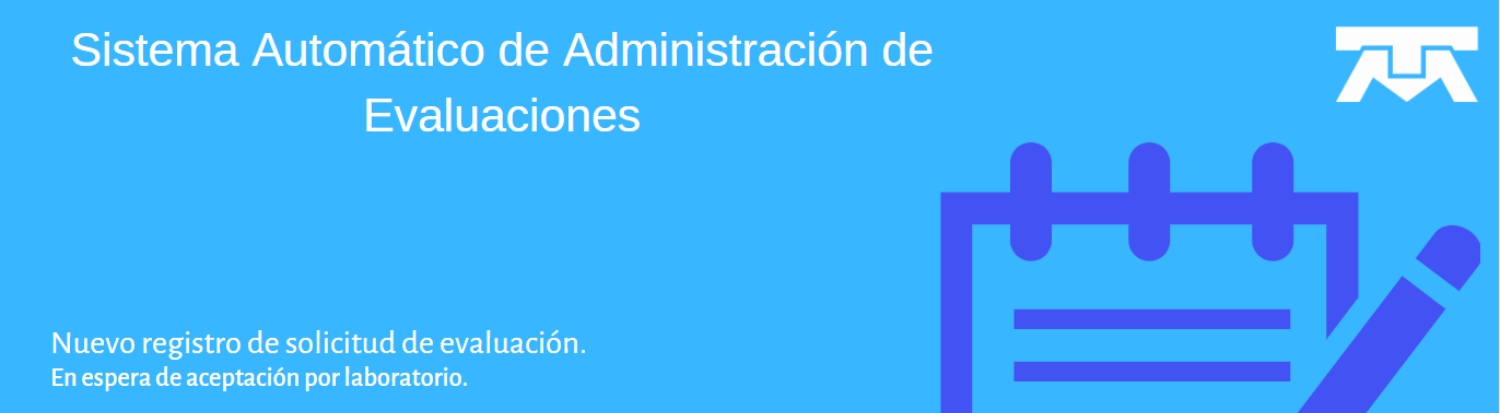 Sistema Automático de Administración de
Evaluaciones
Nuevo registro de solicitud de evaluación.
En espera de aceptación por laboratorio.